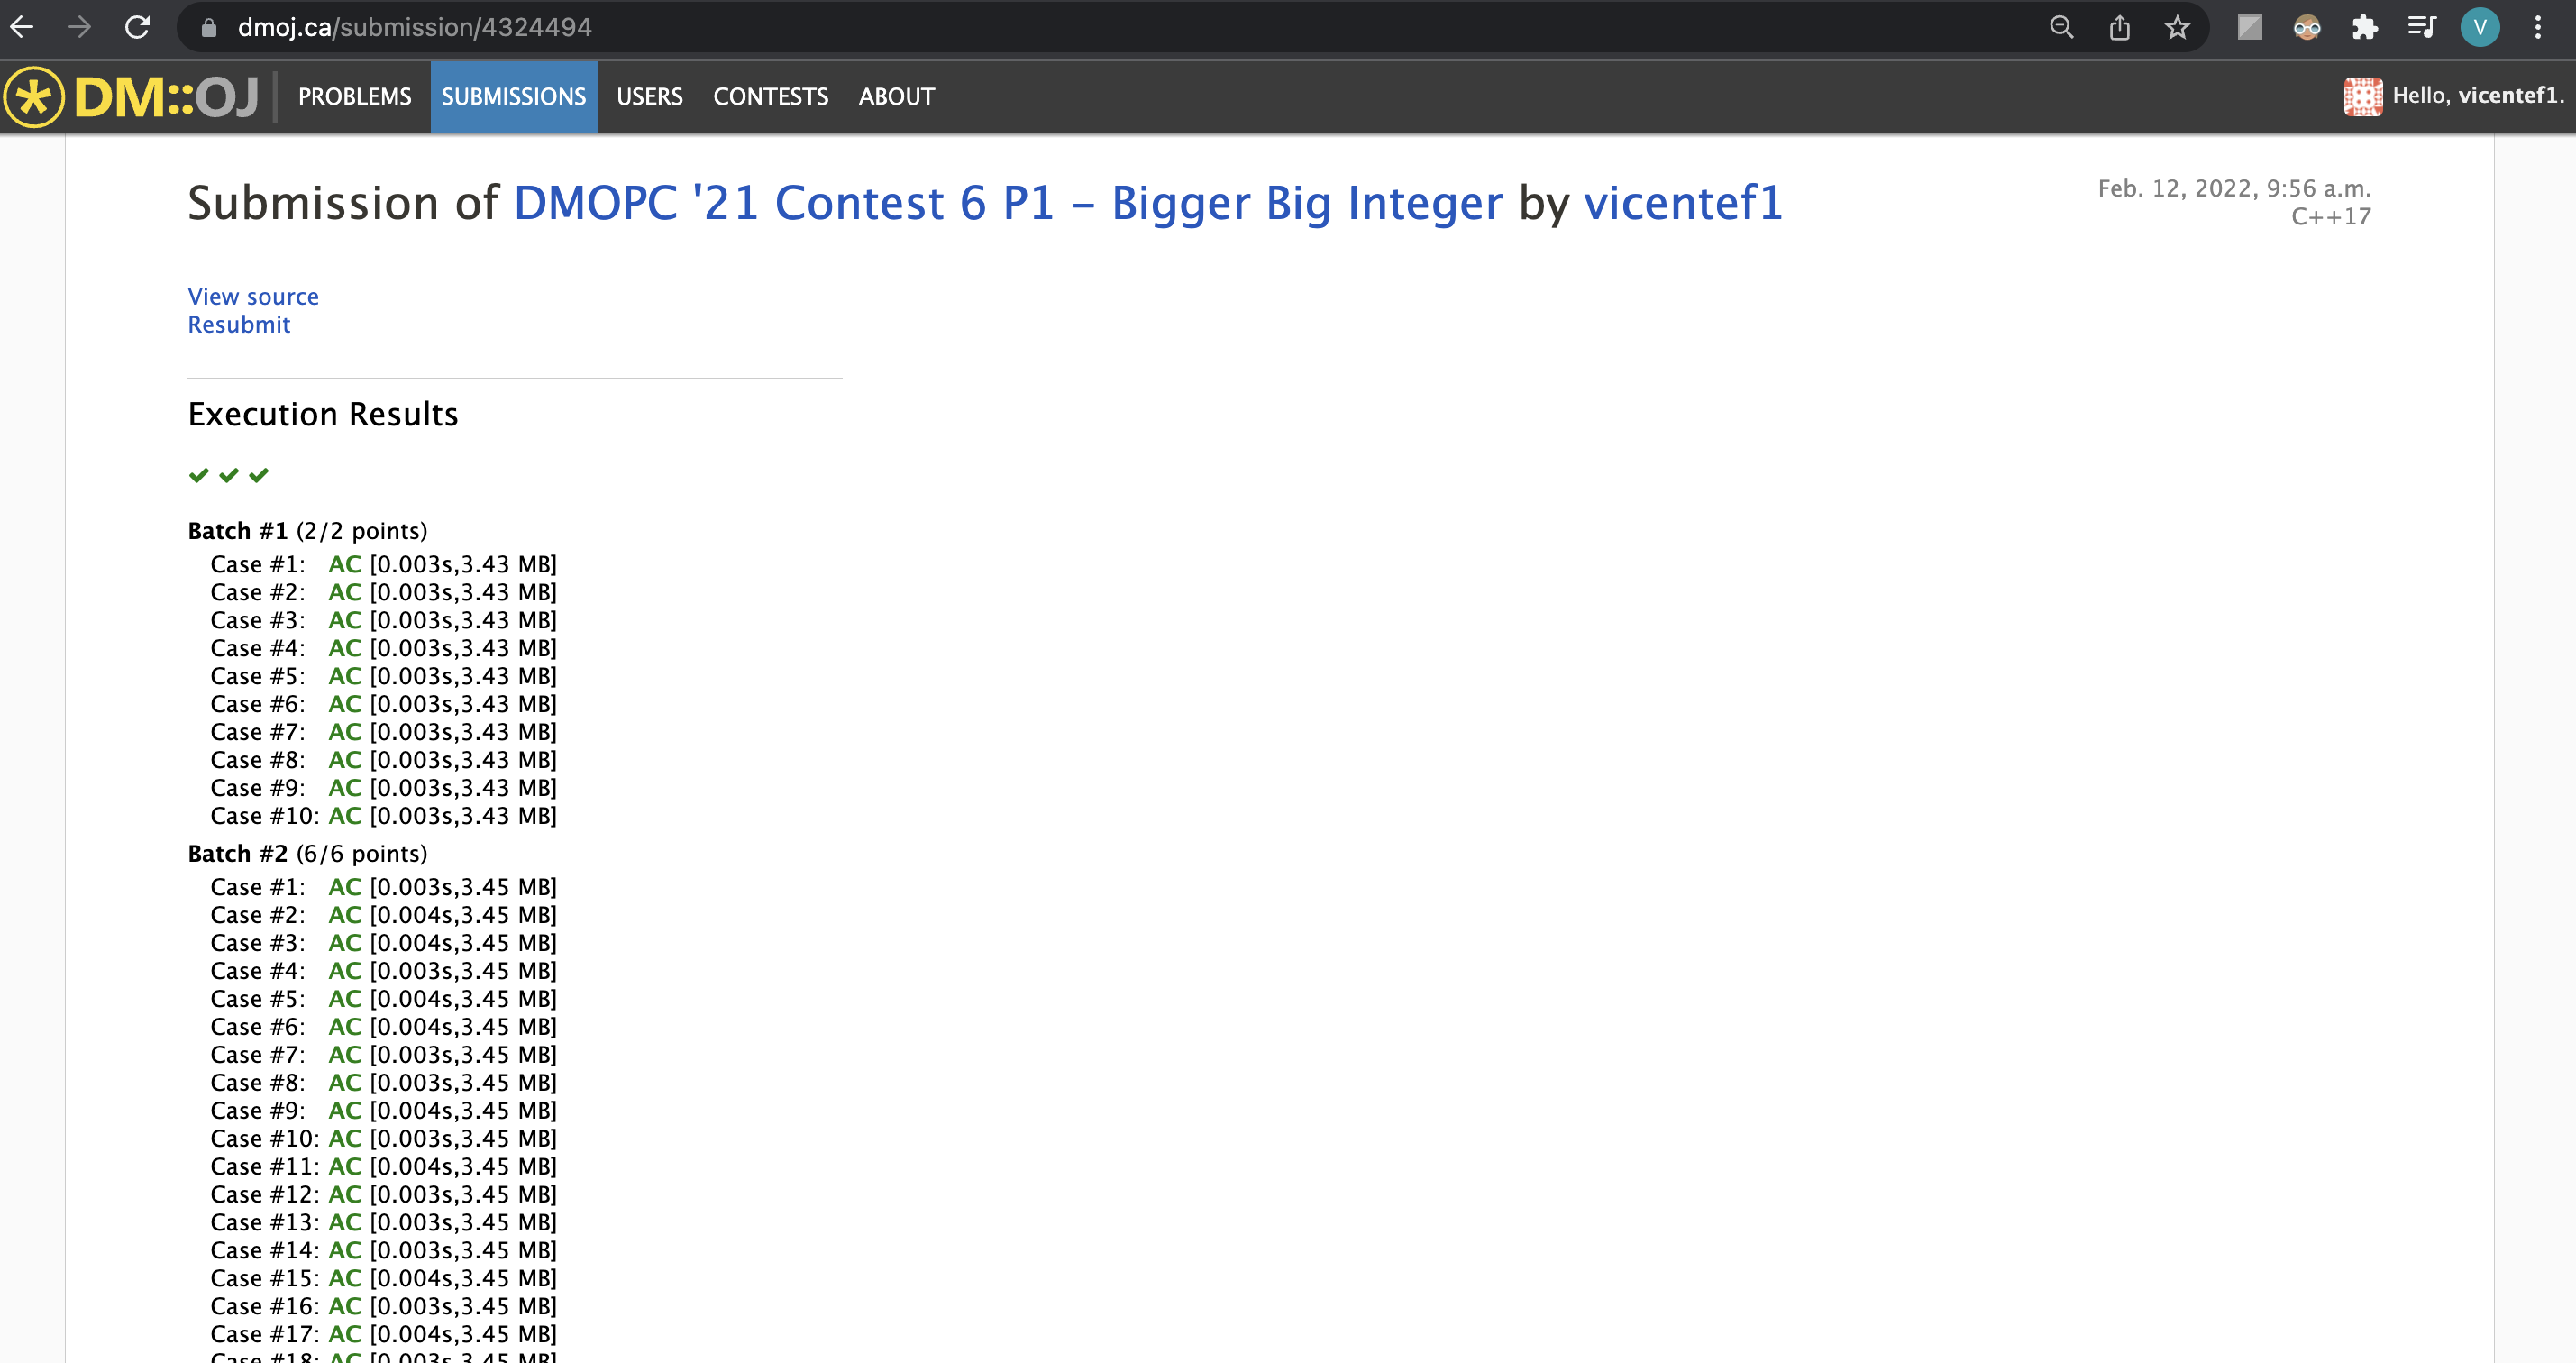 dmoj.ca/submission/4324494
V
DM::OJ
PROBLEMS SUBMISSIONS USERS CONTESTS ABOUT
Hello, vicentef1.
Submission of DMOPC '21 Contest 6 P1 - Bigger Big Integer by vicentef1
Feb. 12, 2022, 9:56 a.m.
C++17
View source
Resubmit
Execution Results
Batch #1 (2/2 points)
Case #1: AC [0.003s,3.43 MB]
Case #2: AC [0.003s,3.43 MB]
Case #3: AC [0.003s,3.43 MB]
Case #4: AC [0.003s,3.43 MB]
Case #5: AC [0.003s,3.43 MB]
Case #6: AC [0.003s,3.43 MB]
Case #7: AC [0.003s,3.43 MB]
Case #8: AC [0.003s,3.43 MB]
Case #9: AC [0.003s,3.43 MB]
Case #10: AC [0.003s,3.43 MB]
Batch #2 (6/6 points)
Case #1: AC [0.003s,3.45 MB]
Case #2: AC [0.004s,3.45 MB]
Case #3: AC [0.004s,3.45 MB]
Case #4: AC [0.003s,3.45 MB]
Case #5: AC [0.004s,3.45 MB]
Case #6: AC [0.004s,3.45 MB]
Case #7: AC [0.003s,3.45 MB]
Case #8: AC [0.003s,3.45 MB]
Case #9: AC [0.004s,3.45 MB]
Case #10: AC [0.003s,3.45 MB]
Case #11: AC [0.004s,3.45 MB]
Case #12: AC [0.003s,3.45 MB]
Case #13: AC [0.003s,3.45 MB]
Case #14: AC [0.003s,3.45 MB]
Case #15: AC [0.004s,3.45 MB]
Case #16: AC [0.003s,3.45 MB]
Case #17: AC [0.004s,3.45 MB]
Case #18: AC [0.003s,3.45 MB]